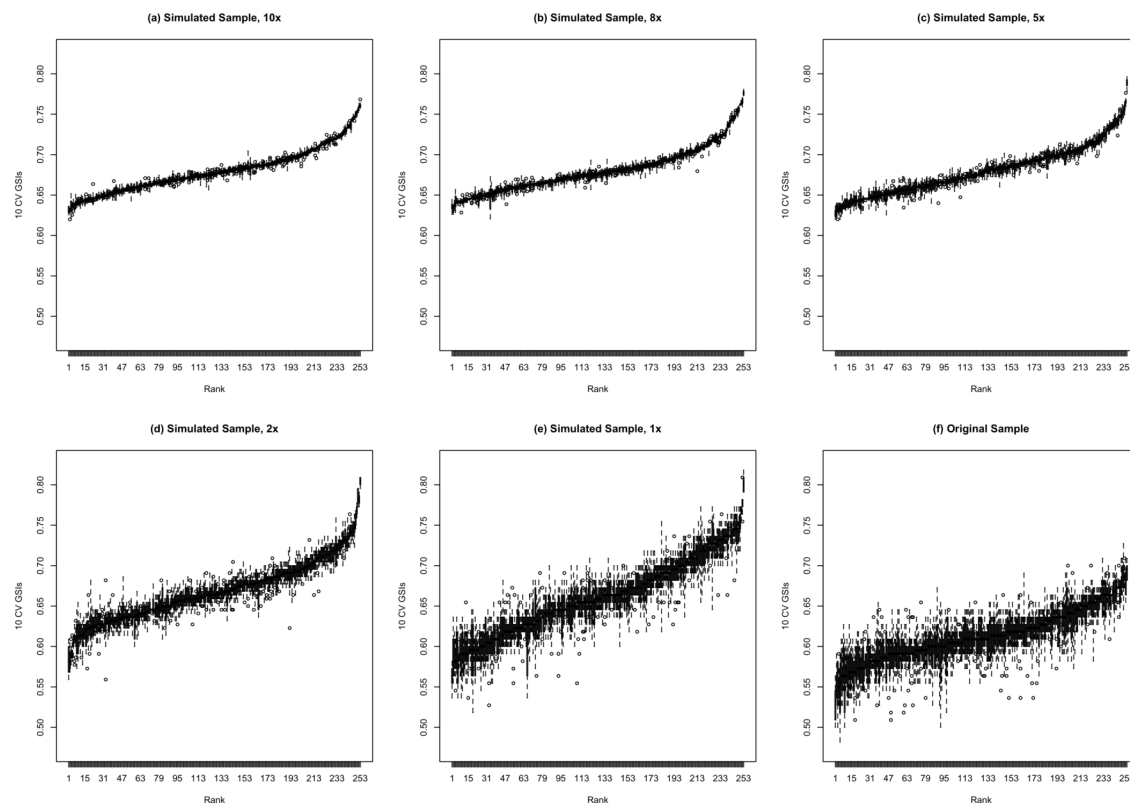 (a) Simulated Sample, 10x
10 CV GSIs
0.50 0.55 0.60 0.65 0.70 0.75 0.80
1 15 31 47 63 79 95 113 133 153 173 193 213 233 253
Rank
(b) Simulated Sample, 8x
10 CV GSIs
0.50 0.55 0.60 0.65 0.70 0.75 0.80
1 15 31 47 63 79 95 113 133 153 173 193 213 233 253
Rank
(c) Simulated Sample, 5x
10 CV GSIs
0.50 0.55 0.60 0.65 0.70 0.75 0.80
1 15 31 47 63 79 95 113 133 153 173 193 213 233
Rank
(d) Simulated Sample, 2x
10 CV GSIs
0.50 0.55 0.60 0.65 0.70 0.75 0.80
1 15 31 47 63 79 95 113 133 153 173 193 213 233 253
Rank
(e) Simulated Sample, 1x
10 CV GSIs
0.50 0.55 0.60 0.65 0.70 0.75 0.80
1 15 31 47 63 79 95 113 133 153 173 193 213 233 253
Rank
(f) Original Sample
10 CV GSIs
0.50 0.55 0.60 0.65 0.70 0.75 0.80
1 15 31 47 63 79 95 113 133 153 173 193 213 233
Rank